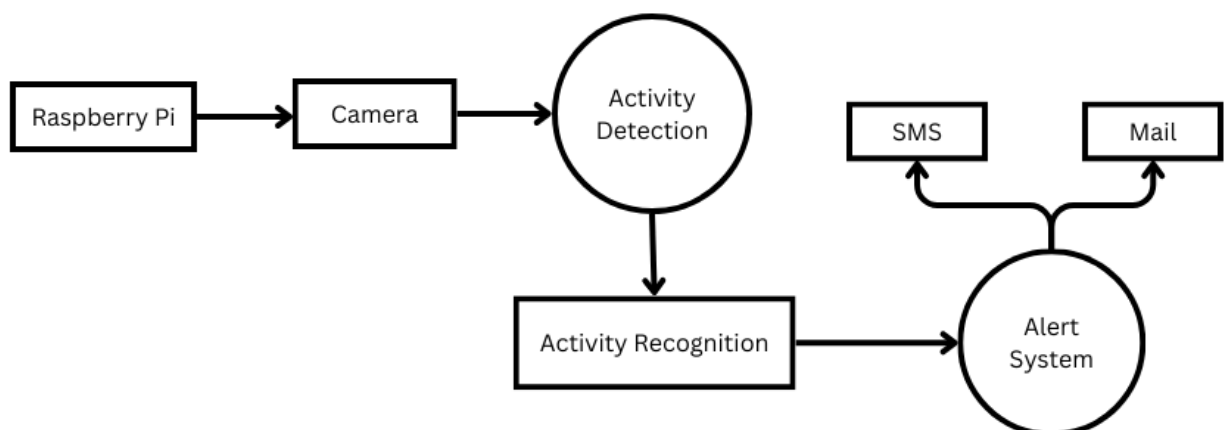 Raspberry Pi
Camera
Activity
Detection
SMS
Mail
Activity Recognition
Alert
System